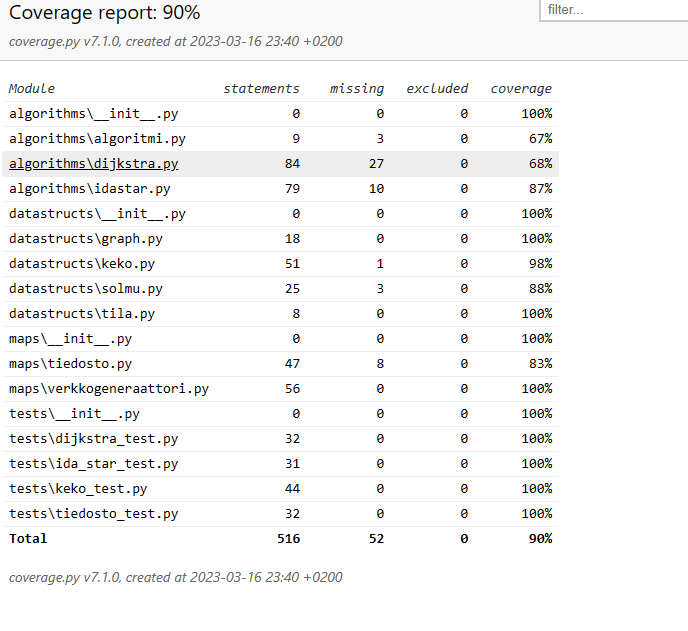 Coverage report: 90%
filter...
coverage.py v7.1.0, created at 2023-03-16 23:40 +0200
Module statements missing excluded coverage
algorithms\__init__.py 0 0 0 100%
algorithms\algoritmi.py 9 3 0 67%
algorithms\dijkstra.py 84 27 0 68%
algorithms\idastar.py 79 10 0 87%
datastructs\__init__.py 0 0 0 100%
datastructs\graph.py 18 0 0 100%
datastructs\keko.py 51 1 0 98%
datastructs\solmu.py 25 3 0 88%
datastructs\tila.py 8 0 0 100%
maps\__init__.py 0 0 0 100%
maps\tiedosto.py 47 8 0 83%
maps\verkkogeneraattori.py 56 0 0 100%
tests\__init__.py 0 0 0 100%
tests\dijkstra_test.py 32 0 0 100%
tests\ida_star_test.py 31 0 0 100%
tests\keko_test.py 44 0 0 100%
tests\tiedosto_test.py 32 0 0 100%
Total 516 52 0 90%
coverage.py v7.1.0, created at 2023-03-16 23:40 +0200